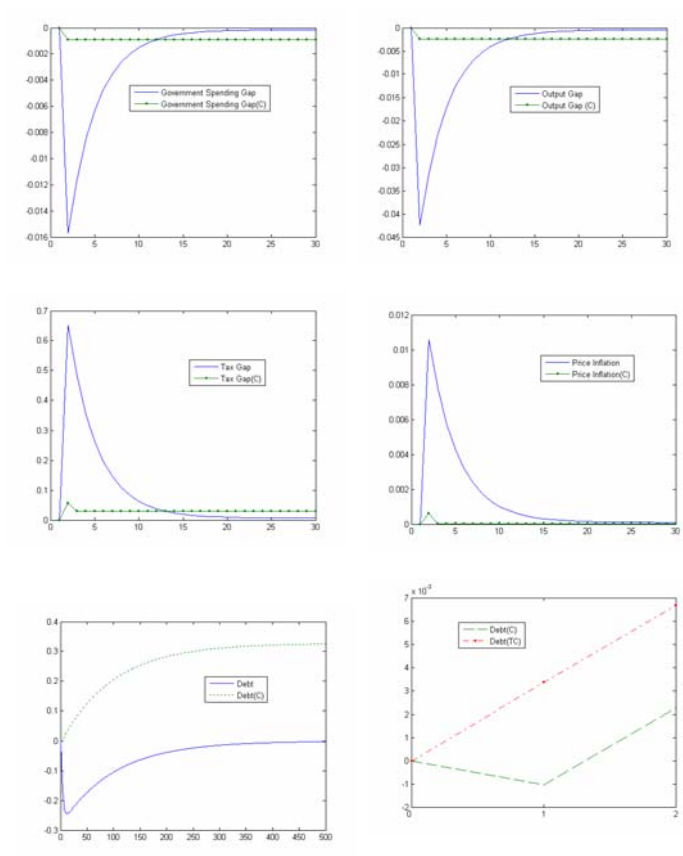 0
-0.002
-0.004
-0.006
-0.008
-0.01
-0.012
-0.014
-0.016
5 10 15 20 25 30
Government Spending Gap
Government Spending Gap(C)
0
-0.005
-0.01
-0.015
-0.02
-0.025
-0.03
-0.035
-0.04
-0.045
0 5 10 15 20 25 30
Output Gap
Output Gap (C)
0.7
0.6
0.5
0.4
0.3
0.2
0.1
0
0 5 10 15 20 25 30
Tax Gap
Tax Gap(C)
0.012
0.01
0.008
0.006
0.004
0.002
0
0 5 10 15 20 25 30
Price Inflation
Price Inflation(C)
0.4
0.3
0.2
0.1
0
-0.1
-0.2
-0.3
0 50 100 150 200 250 300 350 400 450 500
Debt
Debt(C)
x 10⁻³
7
6
5
4
3
2
1
0
-1
-2
0 1 2
Debt(C)
Debt(TC)